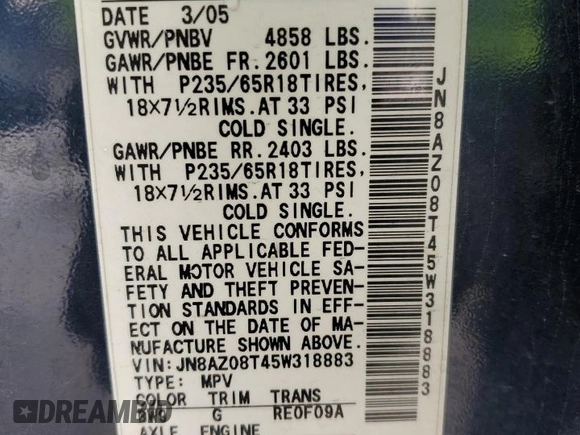 DATE 3/05
GVWR/PNBV 4858 LBS.
GAWR/PNBE FR. 2601 LBS.
WITH P235/65R18TIRES,
18×7½RIMS. AT 33 PSI
COLD SINGLE.
GAWR/PNBE RR. 2403 LBS.
WITH P235/65R18TIRES,
18×7½RIMS. AT 33 PSI
COLD SINGLE.
THIS VEHICLE CONFORMS
TO ALL APPLICABLE FED-
ERAL MOTOR VEHICLE SA-
FETY AND THEFT PREVEN-
TION STANDARDS IN EFF-
ECT ON THE DATE OF MA-
NUFACTURE SHOWN ABOVE.
VIN:JN8AZ08T45W318883
TYPE: MPV
COLOR TRIM TRANS
G RE0F09A
AXLE ENGINE
JN8AZ08T45W318883
DREAMBID